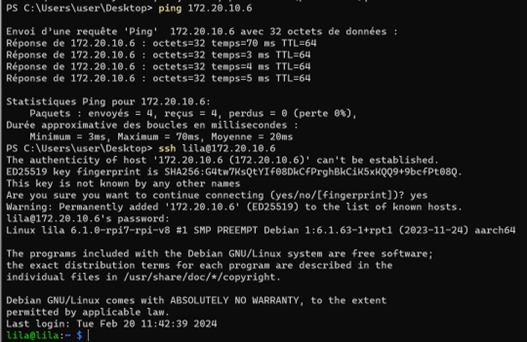 PS C:\Users\user\Desktop> ping 172.20.10.6
Envoi d'une requête 'Ping'  172.20.10.6 avec 32 octets de données :
Réponse de 172.20.10.6 : octets=32 temps=70 ms TTL=64
Réponse de 172.20.10.6 : octets=32 temps=3 ms TTL=64
Réponse de 172.20.10.6 : octets=32 temps=4 ms TTL=64
Réponse de 172.20.10.6 : octets=32 temps=5 ms TTL=64
Statistiques Ping pour 172.20.10.6:
    Paquets : envoyés = 4, reçus = 4, perdus = 0 (perte 0%),
Durée approximative des boucles en millisecondes :
    Minimum = 3ms, Maximum = 70ms, Moyenne = 20ms
PS C:\Users\user\Desktop> ssh lila@172.20.10.6
The authenticity of host '172.20.10.6 (172.20.10.6)' can't be established.
ED25519 key fingerprint is SHA256:G4tw7KsQtYIf08DkCfPrghBkCiK5xKQQ9+9bcfPt08Q.
This key is not known by any other names
Are you sure you want to continue connecting (yes/no/[fingerprint])? yes
Warning: Permanently added '172.20.10.6' (ED25519) to the list of known hosts.
lila@172.20.10.6's password:
Linux lila 6.1.0-rpi7-rpi-v8 #1 SMP PREEMPT Debian 1:6.1.63-1+rpt1 (2023-11-24) aarch64
The programs included with the Debian GNU/Linux system are free software;
the exact distribution terms for each program are described in the
individual files in /usr/share/doc/*/copyright.
Debian GNU/Linux comes with ABSOLUTELY NO WARRANTY, to the extent
permitted by applicable law.
Last login: Tue Feb 20 11:42:39 2024
lila@lila:~ $